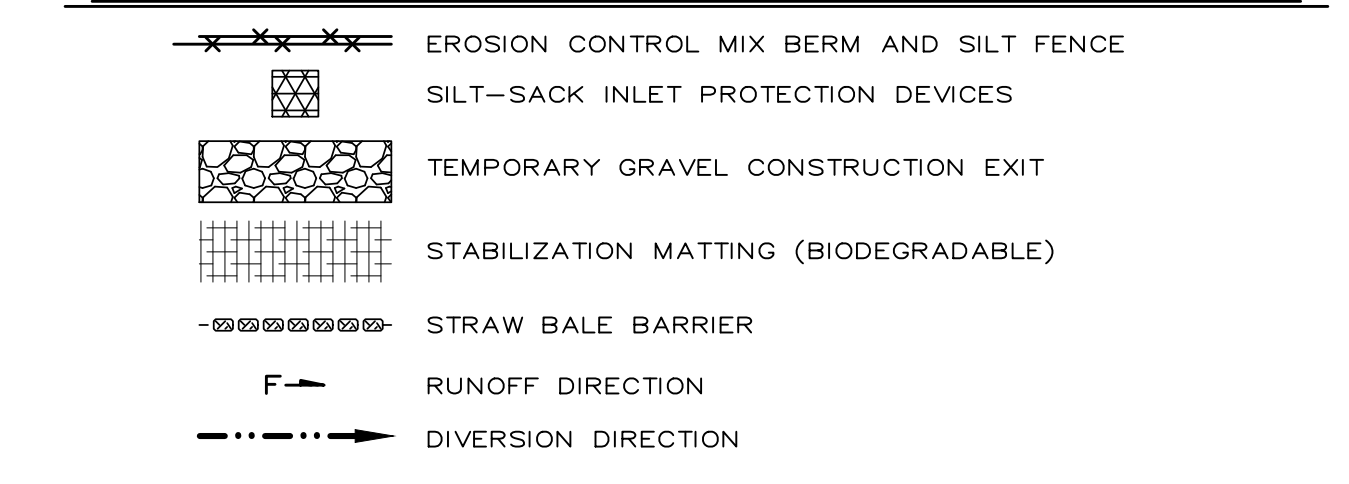 EROSION CONTROL MIX BERM AND SILT FENCE
SILT-SACK INLET PROTECTION DEVICES
TEMPORARY GRAVEL CONSTRUCTION EXIT
STABILIZATION MATTING (BIODEGRADABLE)
STRAW BALE BARRIER
F RUNOFF DIRECTION
DIVERSION DIRECTION